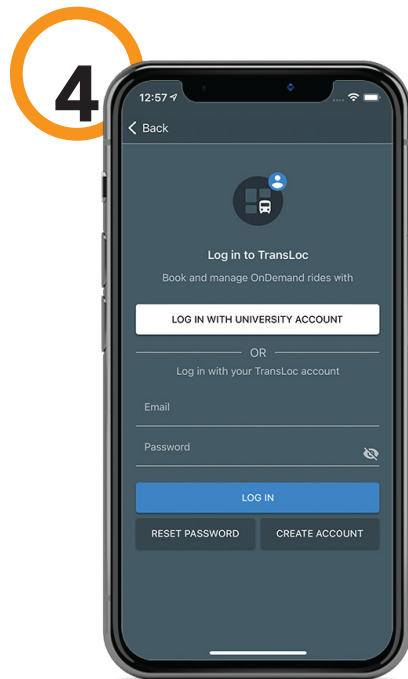 4
12:57
Back
Log in to TransLoc
Book and manage OnDemand rides with
LOG IN WITH UNIVERSITY ACCOUNT
OR
Log in with your TransLoc account
Email
Password
LOG IN
RESET PASSWORD CREATE ACCOUNT